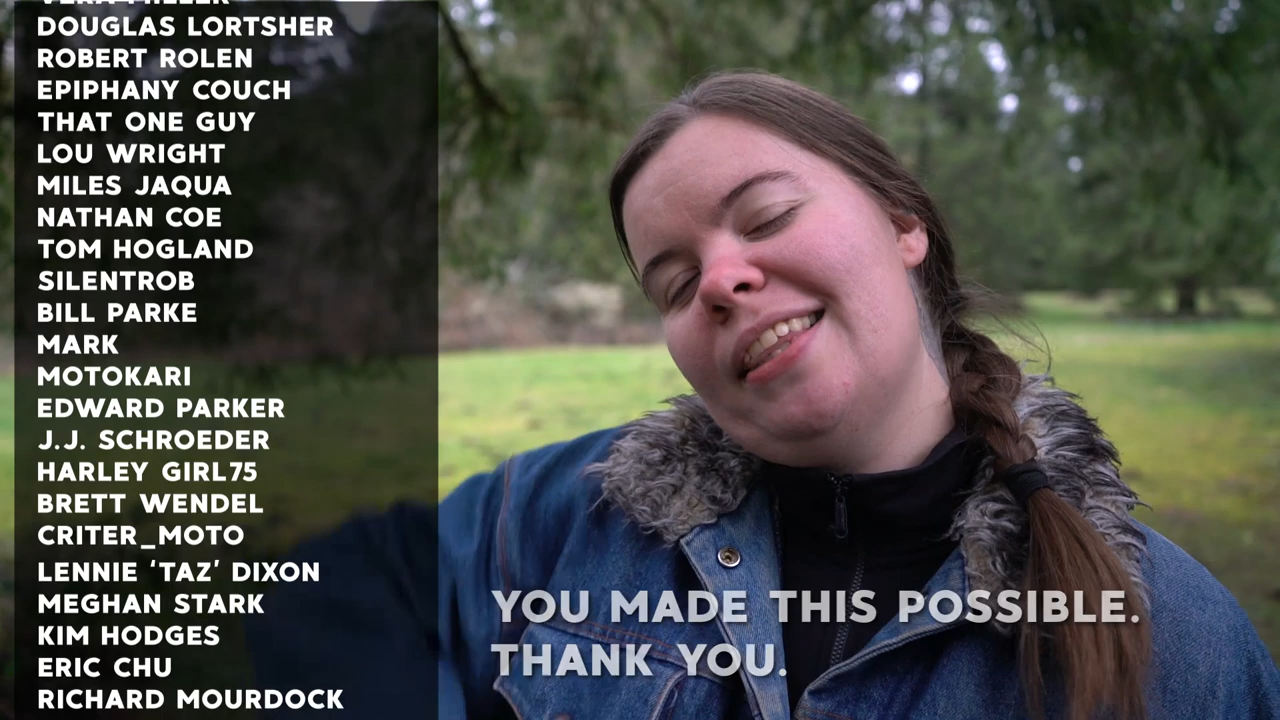 DOUGLAS LORTSHER
ROBERT ROLEN
EPIPHANY COUCH
THAT ONE GUY
LOU WRIGHT
MILES JAQUA
NATHAN COE
TOM HOGLAND
SILENTROB
BILL PARKE
MARK
MOTOKARI
EDWARD PARKER
J.J. SCHROEDER
HARLEY GIRL75
BRETT WENDEL
CRITER_MOTO
LENNIE ‘TAZ’ DIXON
MEGHAN STARK
KIM HODGES
ERIC CHU
RICHARD MOURDOCK
YOU MADE THIS POSSIBLE.
THANK YOU.